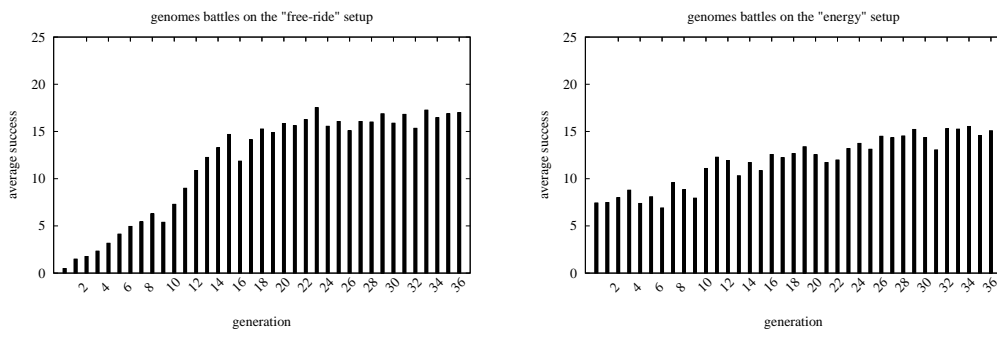 genomes battles on the "free-ride" setup
25
20
15
10
5
0
average success
2 4 6 8 10 12 14 16 18 20 22 24 26 28 30 32 34 36
generation
genomes battles on the "energy" setup
25
20
15
10
5
0
average success
2 4 6 8 10 12 14 16 18 20 22 24 26 28 30 32 34 36
generation